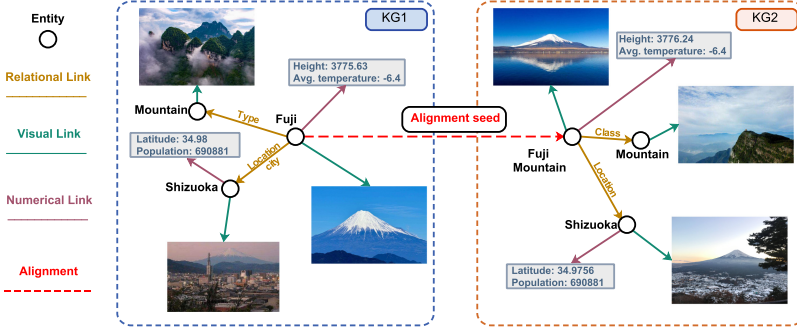 Entity
Relational Link
Visual Link
Numerical Link
Alignment
KG1
Height: 3775.63
Avg. temperature: -6.4
Mountain
Type
Fuji
Latitude: 34.98
Population: 690881
Location
city
Shizuoka
Alignment seed
KG2
Height: 3776.24
Avg. temperature: -6.4
Fuji
Mountain
Class
Mountain
Location
Shizuoka
Latitude: 34.9756
Population: 690881